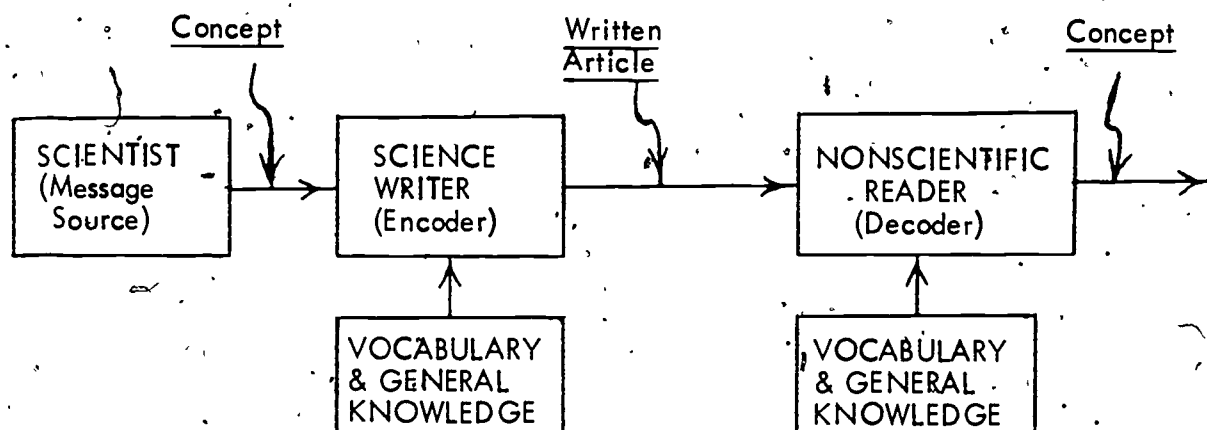 Concept
Written
Article
Concept
SCIENTIST
(Message
Source)
SCIENCE
WRITER
(Encoder)
NONSCIENTIFIC
READER
(Decoder)
VOCABULARY
& GENERAL
KNOWLEDGE
VOCABULARY
& GENERAL
KNOWLEDGE